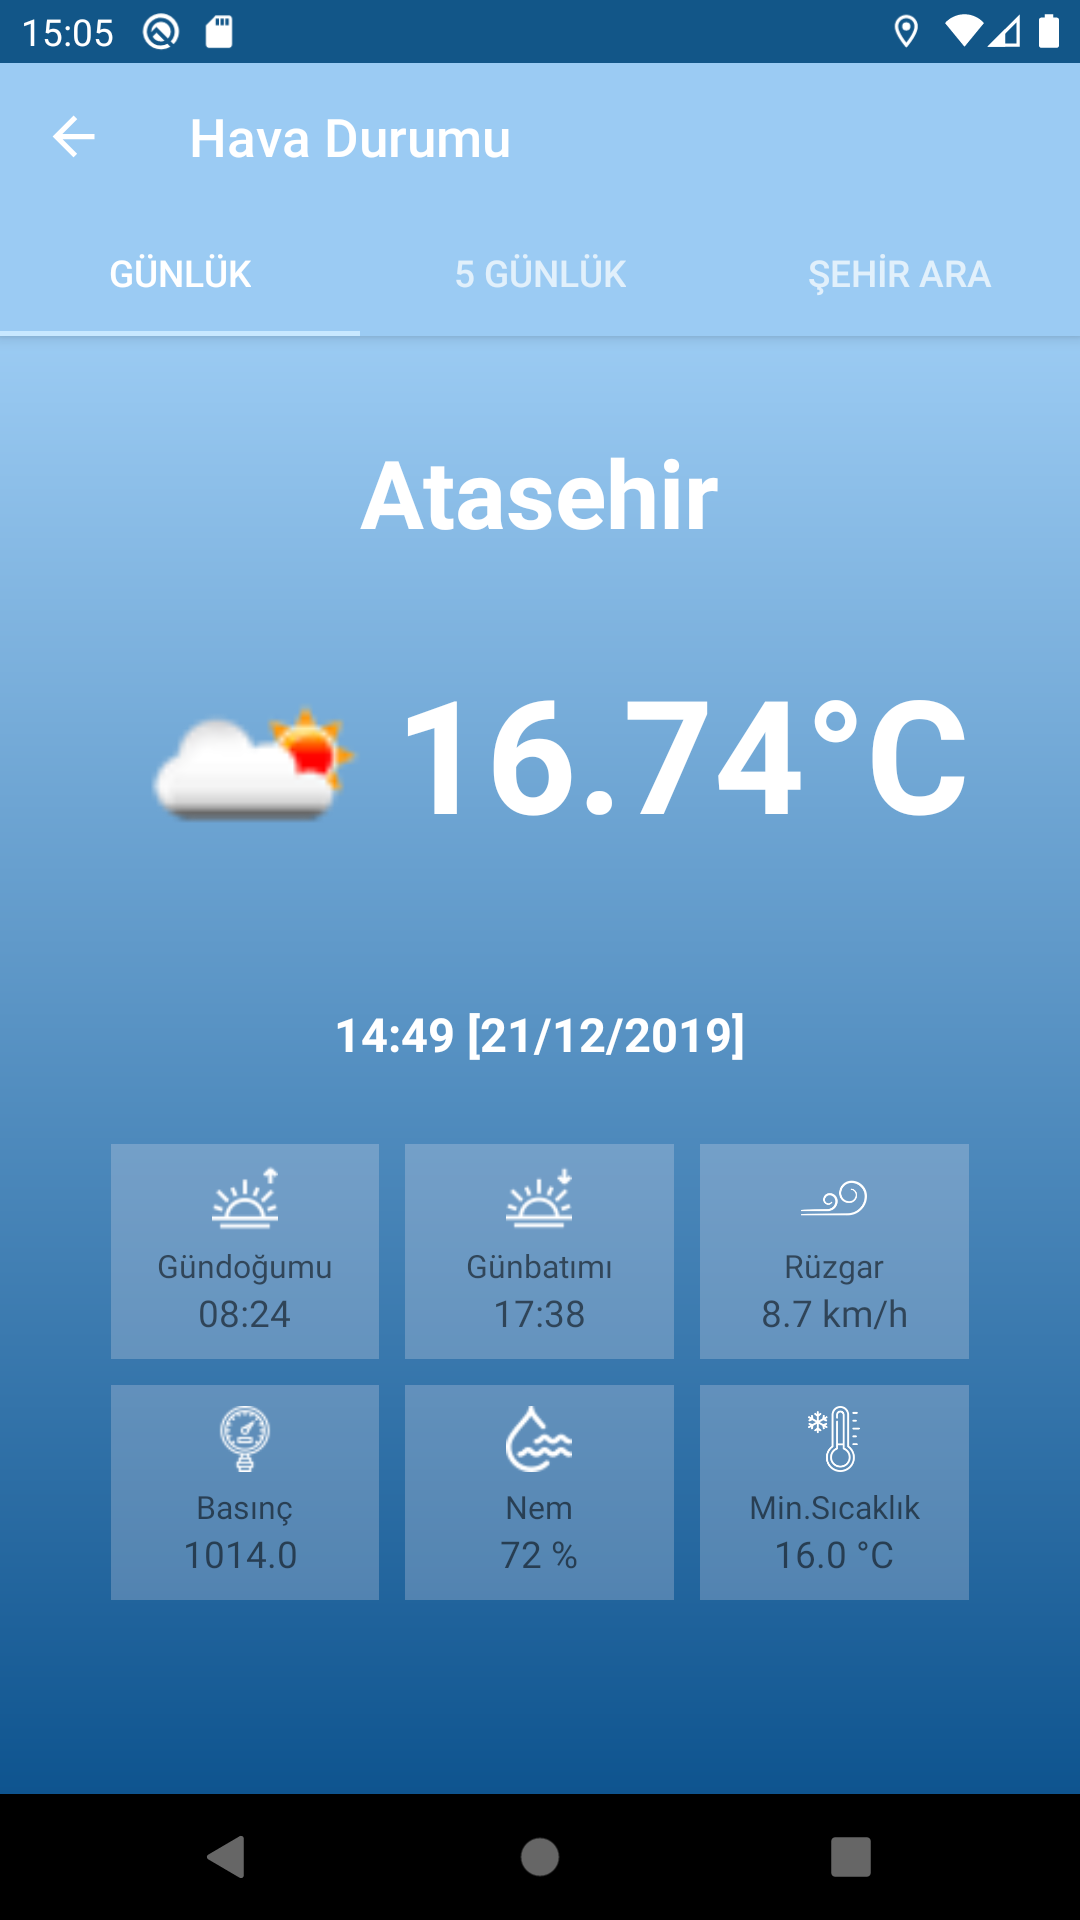 15:05
Hava Durumu
GÜNLÜK 5 GÜNLÜK ŞEHİR ARA
Atasehir
16.74°C
14:49 [21/12/2019]
Gündoğumu Günbatımı Rüzgar
08:24 17:38 8.7 km/h
Basınç Nem Min.Sıcaklık
1014.0 72 % 16.0 °C